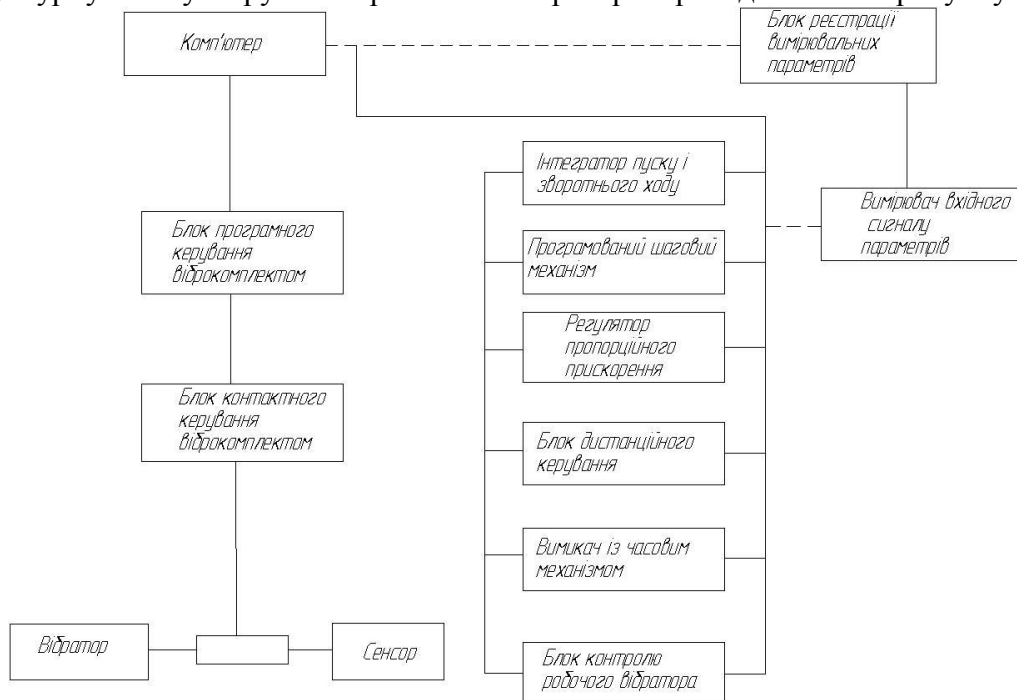 Комп'ютер
Блок реєстрації
вимірювальних
параметрів
Інтегратор пуску і
зворотнього ходу
Вимірювач вхідного
сигналу
параметрів
Блок програмного
керування
віброкомплектом
Програмований шаговий
механізм
Регулятор
пропорційного
прискорення
Блок контактного
керування
віброкомплектом
Блок дистанційного
керування
Вимикач із часовим
механізмом
Вібратор
Сенсор
Блок контролю
робочого вібратора